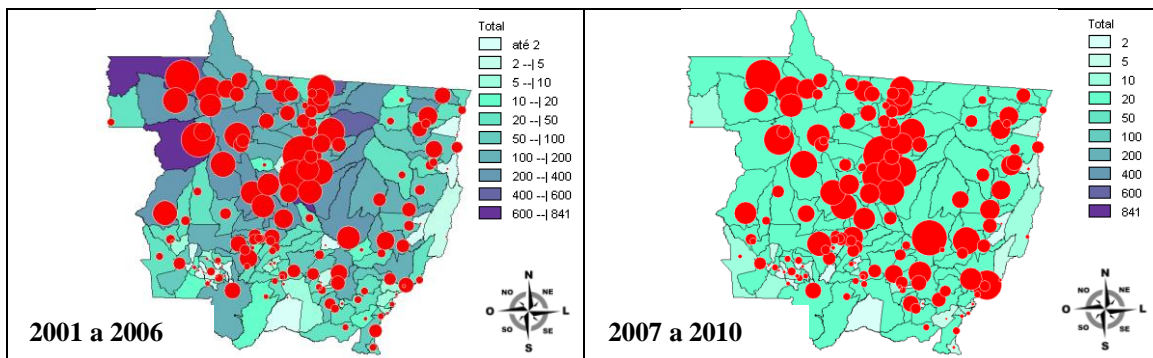 Total
até 2
2 --| 5
5 --| 10
10 --| 20
20 --| 50
50 --| 100
100 --| 200
200 --| 400
400 --| 600
600 --| 841
N
NO NE
O L
SO SE
S
2001 a 2006
Total
2
5
10
20
50
100
200
400
600
841
N
NO NE
O L
SO SE
S
2007 a 2010